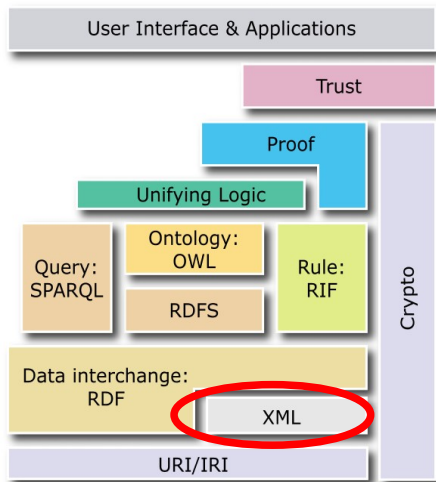 User Interface & Applications
Trust
Proof
Unifying Logic
Query:
SPARQL
Ontology:
OWL
RDFS
Rule:
RIF
Crypto
Data interchange:
RDF
XML
URI/IRI